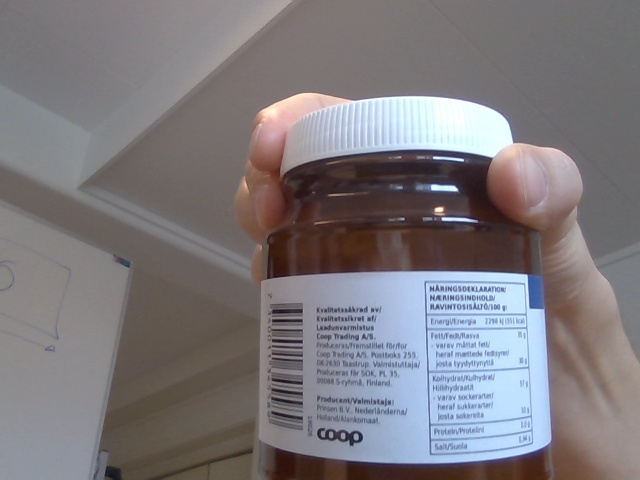 Kvalitetssäkrad av/
Kvalitetssikret af/
Laadunvarmistus
Coop Trading A/S.
Produceras/Fremstillet för/for
Coop Trading A/S, Postboks 255,
DK-2630 Taastrup. Valmistuttaja/
Produceras för SOK, PL 35,
00088 S-ryhmä, Finland.
Producent/Valmistaja:
Prinsen B.V. Nederländerna/
Holland/Alankomaat.
coop
NÄRINGSDEKLARATION/
NÆRINGSINDHOLD/
RAVINTOSISÄLTÖ/100 g:
Energi/Energia
Fett/Fedt/Rasva
- varav mättat fett/
heraf mættede fedtsyrer/
josta tyydyttynyttä
Kolhydrat/Kulhydrat/
Hiilihydraatit
- varav sockerarter/
heraf sukkerarter/
josta sokereita
Protein/Proteiini
Salt/Suola